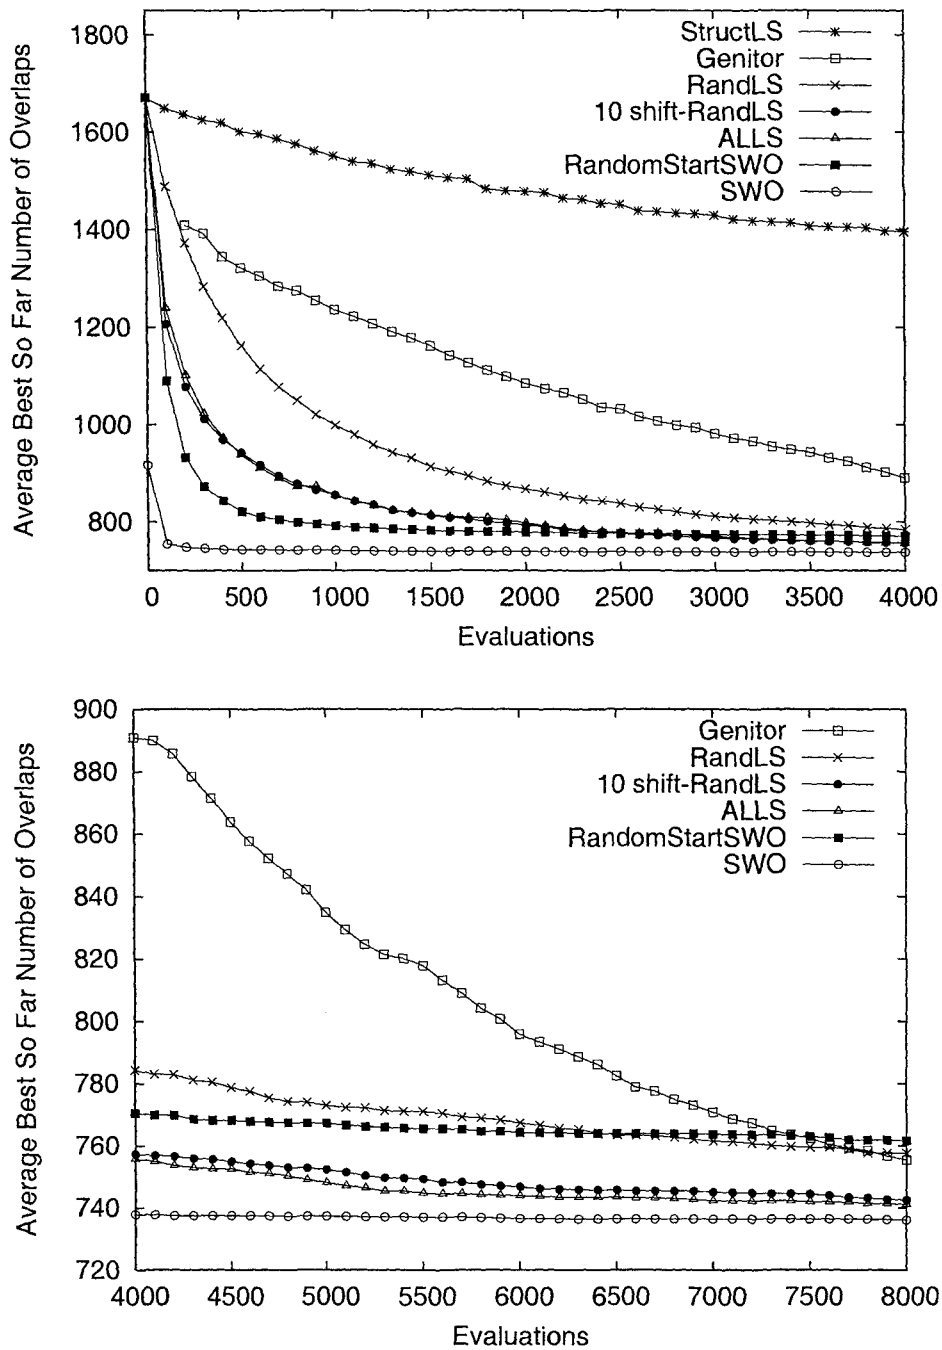 Average Best So Far Number of Overlaps
1800
1600
1400
1200
1000
800
StructLS
Genitor
RandLS
10 shift-RandLS
ALLS
RandomStartSWO
SWO
0 500 1000 1500 2000 2500 3000 3500 4000
Evaluations
Average Best So Far Number of Overlaps
900
880
860
840
820
800
780
760
740
720
Genitor
RandLS
10 shift-RandLS
ALLS
RandomStartSWO
SWO
4000 4500 5000 5500 6000 6500 7000 7500 8000
Evaluations